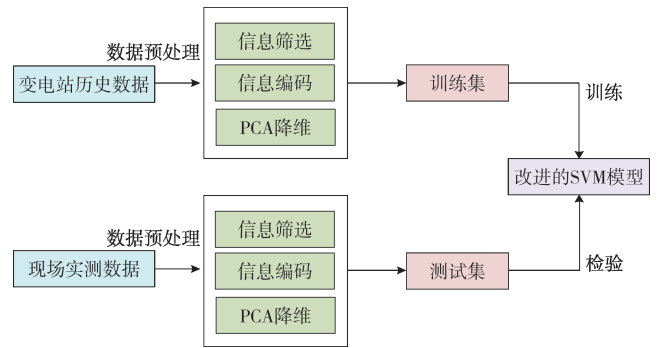 数据预处理
变电站历史数据
信息筛选
信息编码
PCA降维
训练集
训练
改进的SVM模型
数据预处理
现场实测数据
信息筛选
信息编码
PCA降维
测试集
检验